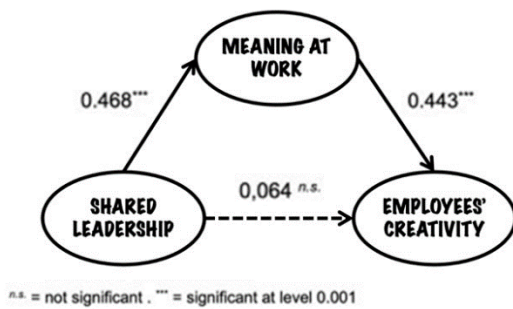 MEANING AT
WORK
0.468***
0.443***
0,064 n.s.
SHARED
LEADERSHIP
EMPLOYEES'
CREATIVITY
n.s. = not significant . *** = significant at level 0.001